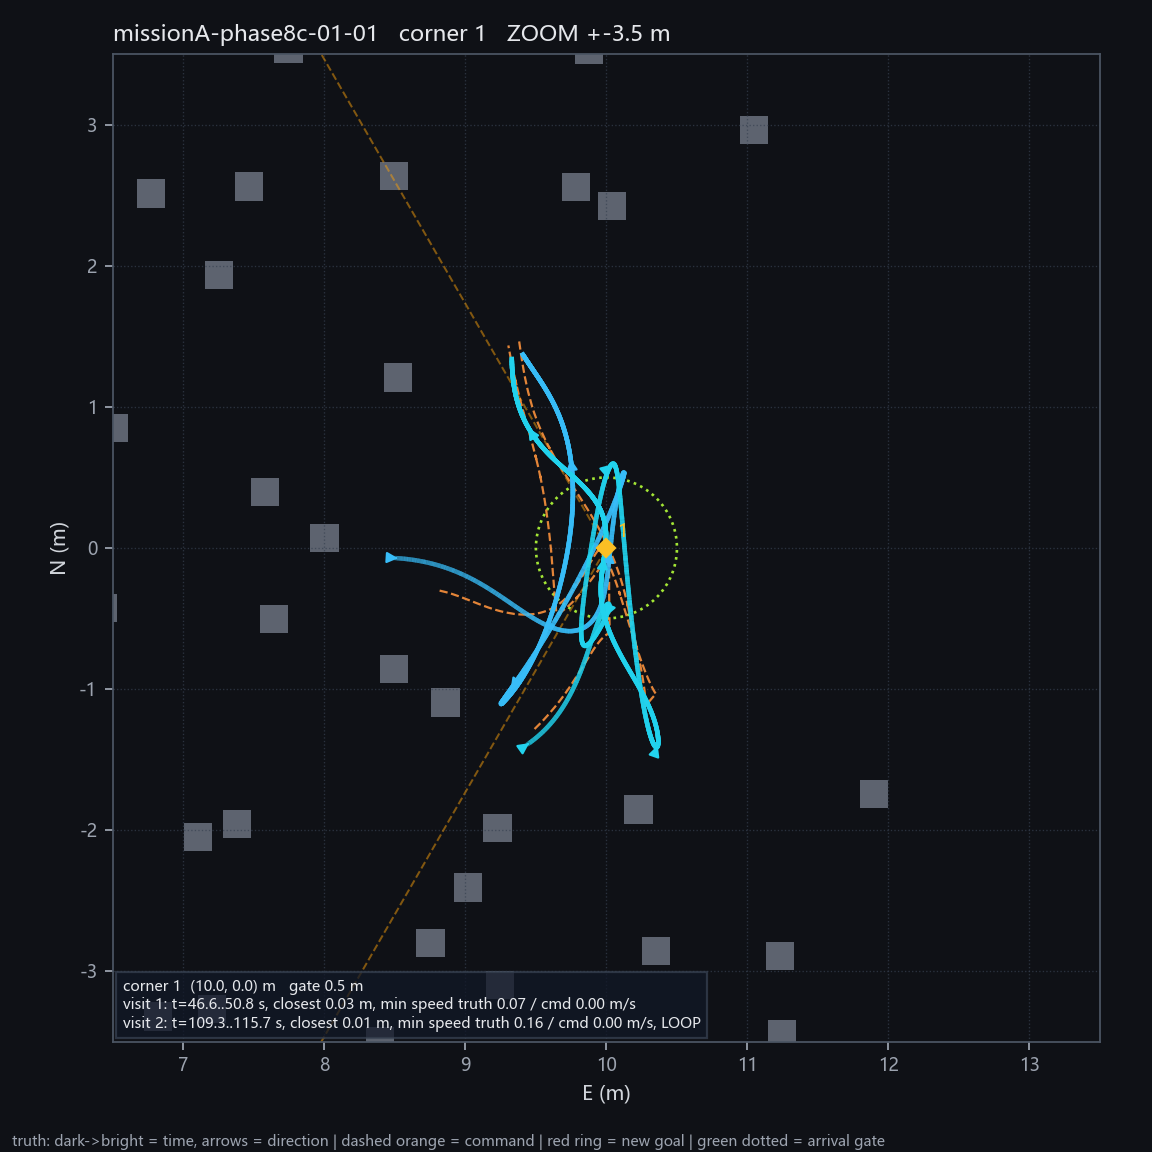 missionA-phase8c-01-01   corner 1   ZOOM +-3.5 m
3
2
1
0
-1
-2
-3
N (m)
corner 1  (10.0, 0.0) m   gate 0.5 m
visit 1: t=46.6..50.8 s, closest 0.03 m, min speed truth 0.07 / cmd 0.00 m/s
visit 2: t=109.3..115.7 s, closest 0.01 m, min speed truth 0.16 / cmd 0.00 m/s, LOOP
7 8 9 10 11 12 13
E (m)
truth: dark->bright = time, arrows = direction | dashed orange = command | red ring = new goal | green dotted = arrival gate